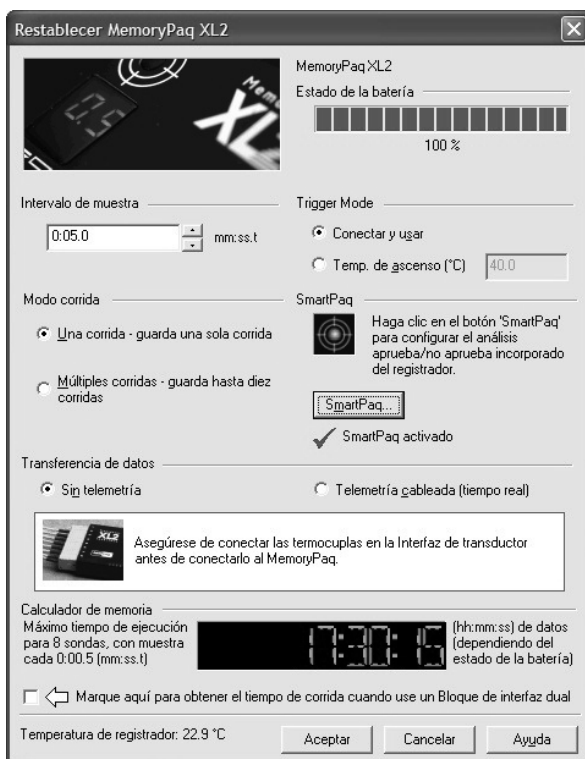 Restablecer MemoryPaq XL2
0.5
XL2
MemoryPaq XL2
Estado de la batería
100 %
Intervalo de muestra
0:05.0
mm:ss.t
Trigger Mode
Conectar y usar
Temp. de ascenso (°C)
40.0
Modo corrida
Una corrida - guarda una sola corrida
Múltiples corridas - guarda hasta diez
corridas
SmartPaq
Haga clic en el botón 'SmartPaq'
para configurar el análisis
aprueba/no aprueba incorporado
del registrador.
SmartPaq...
SmartPaq activado
Transferencia de datos
Sin telemetría
Telemetría cableada (tiempo real)
XL2
Asegúrese de conectar las termocuplas en la Interfaz de transductor
antes de conectarlo al MemoryPaq.
Calculador de memoria
Máximo tiempo de ejecución
para 8 sondas, con muestra
cada 0:00.5 (mm:ss.t)
17:30:15
(hh:mm:ss) de datos
(dependiendo del
estado de la batería)
Marque aquí para obtener el tiempo de corrida cuando use un Bloque de interfaz dual
Temperatura de registrador: 22.9 °C
Aceptar
Cancelar
Ayuda